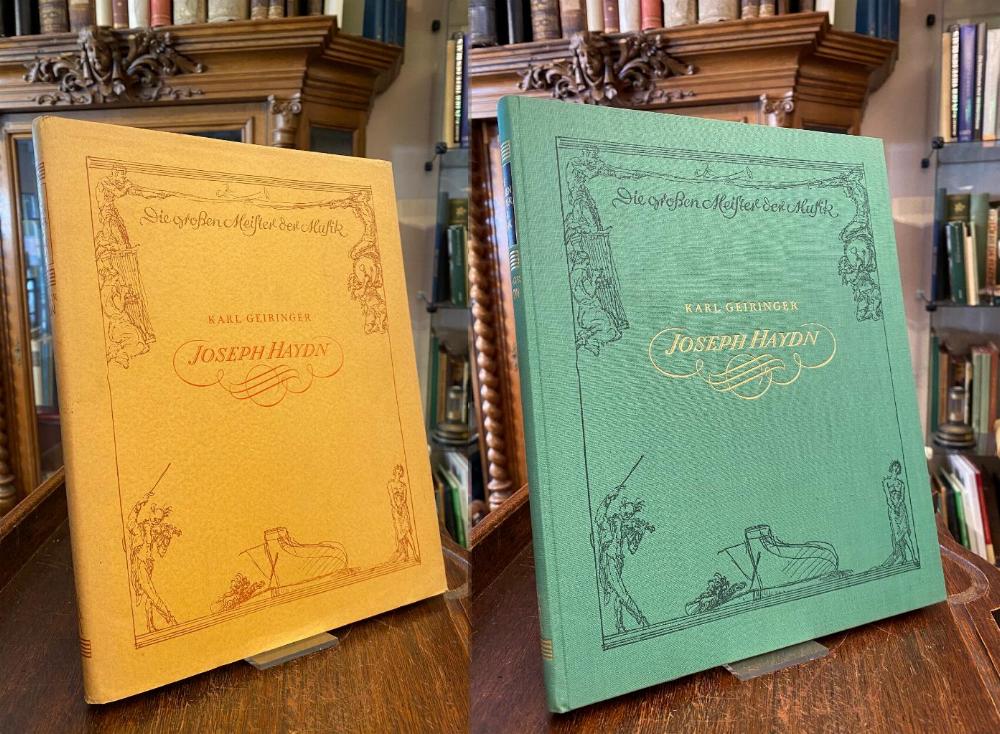 Die großen Meister der Musik
KARL GEIRINGER
JOSEPH HAYDN
Die großen Meister der Musik
KARL GEIRINGER
JOSEPH HAYDN